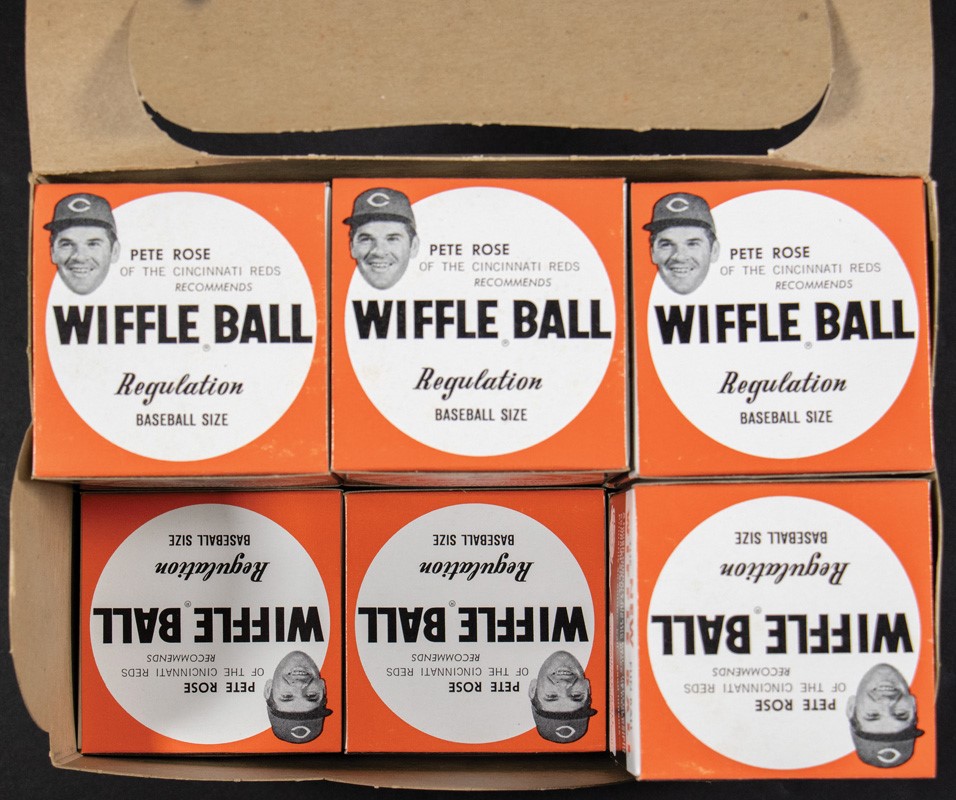 PETE ROSE
OF THE CINCINNATI REDS
RECOMMENDS
WIFFLE BALL
®
Regulation
BASEBALL SIZE
PETE ROSE
OF THE CINCINNATI REDS
RECOMMENDS
WIFFLE BALL
®
Regulation
BASEBALL SIZE
PETE ROSE
OF THE CINCINNATI REDS
RECOMMENDS
WIFFLE BALL
®
Regulation
BASEBALL SIZE
PETE ROSE
OF THE CINCINNATI REDS
RECOMMENDS
WIFFLE BALL
®
Regulation
BASEBALL SIZE
PETE ROSE
OF THE CINCINNATI REDS
RECOMMENDS
WIFFLE BALL
®
Regulation
BASEBALL SIZE
PETE ROSE
OF THE CINCINNATI REDS
RECOMMENDS
WIFFLE BALL
®
Regulation
BASEBALL SIZE